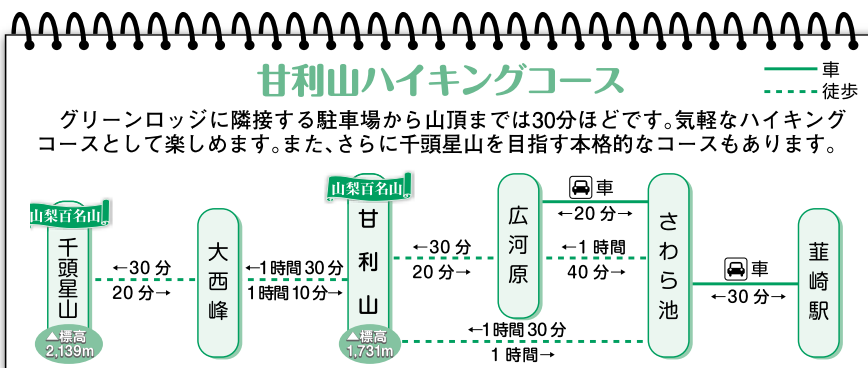 甘利山ハイキングコース
車
徒歩
グリーンロッジに隣接する駐車場から山頂までは30分ほどです。気軽なハイキング
コースとして楽しめます。また、さらに千頭星山を目指す本格的なコースもあります。
山梨百名山
千頭星山
▲標高
2,139m
←30分
20分→
大西峰
←1時間30分
1時間10分→
山梨百名山
甘利山
▲標高
1,731m
←30分
20分→
広河原
車
←20分→
←1時間
40分→
←1時間30分
1時間→
さわら池
車
←30分→
韮崎駅